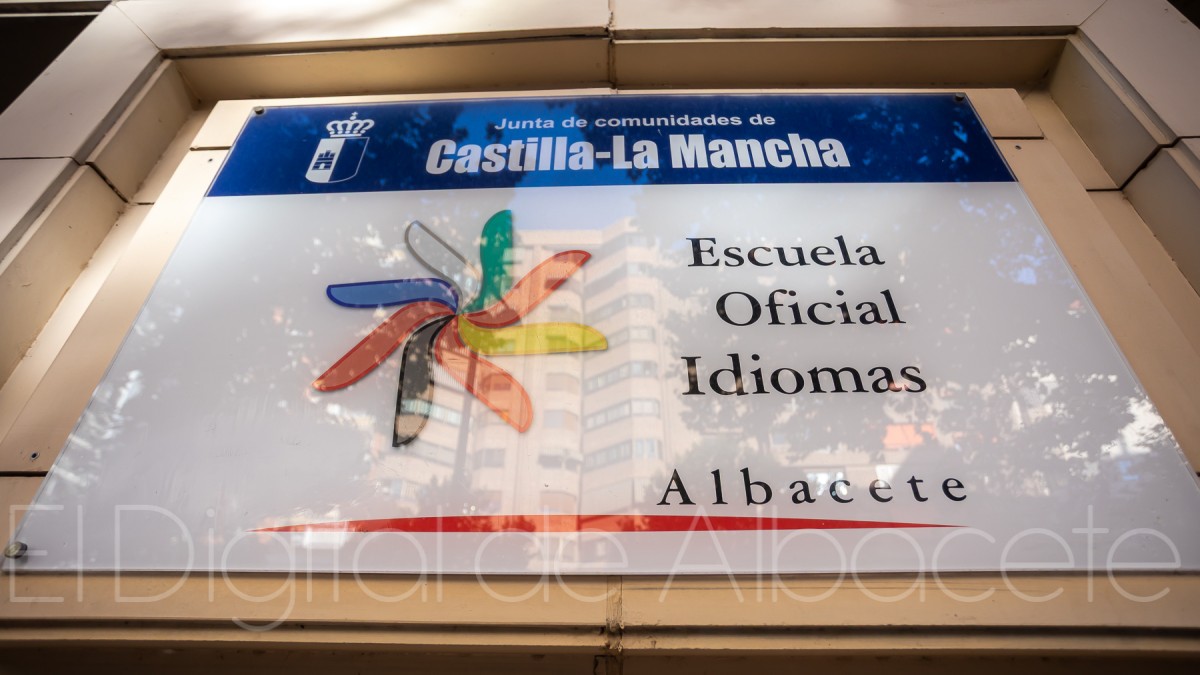 Junta de comunidades de
Castilla-La Mancha
Escuela
Oficial
Idiomas
Albacete
El Digital de Albacete